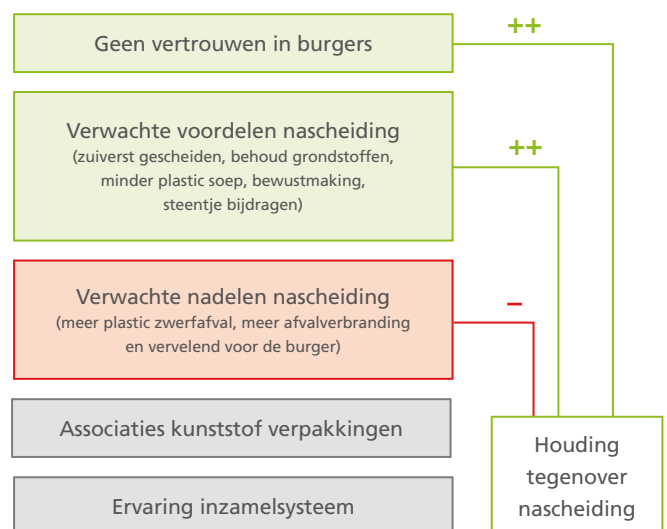 Geen vertrouwen in burgers
++
Verwachte voordelen nascheiding
(zuiverst gescheiden, behoud grondstoffen,
minder plastic soep, bewustmaking,
steentje bijdragen)
++
Verwachte nadelen nascheiding
(meer plastic zwerfafval, meer afvalverbranding
en vervelend voor de burger)
–
Associaties kunststof verpakkingen
Ervaring inzamelsysteem
Houding
tegenover
nascheiding